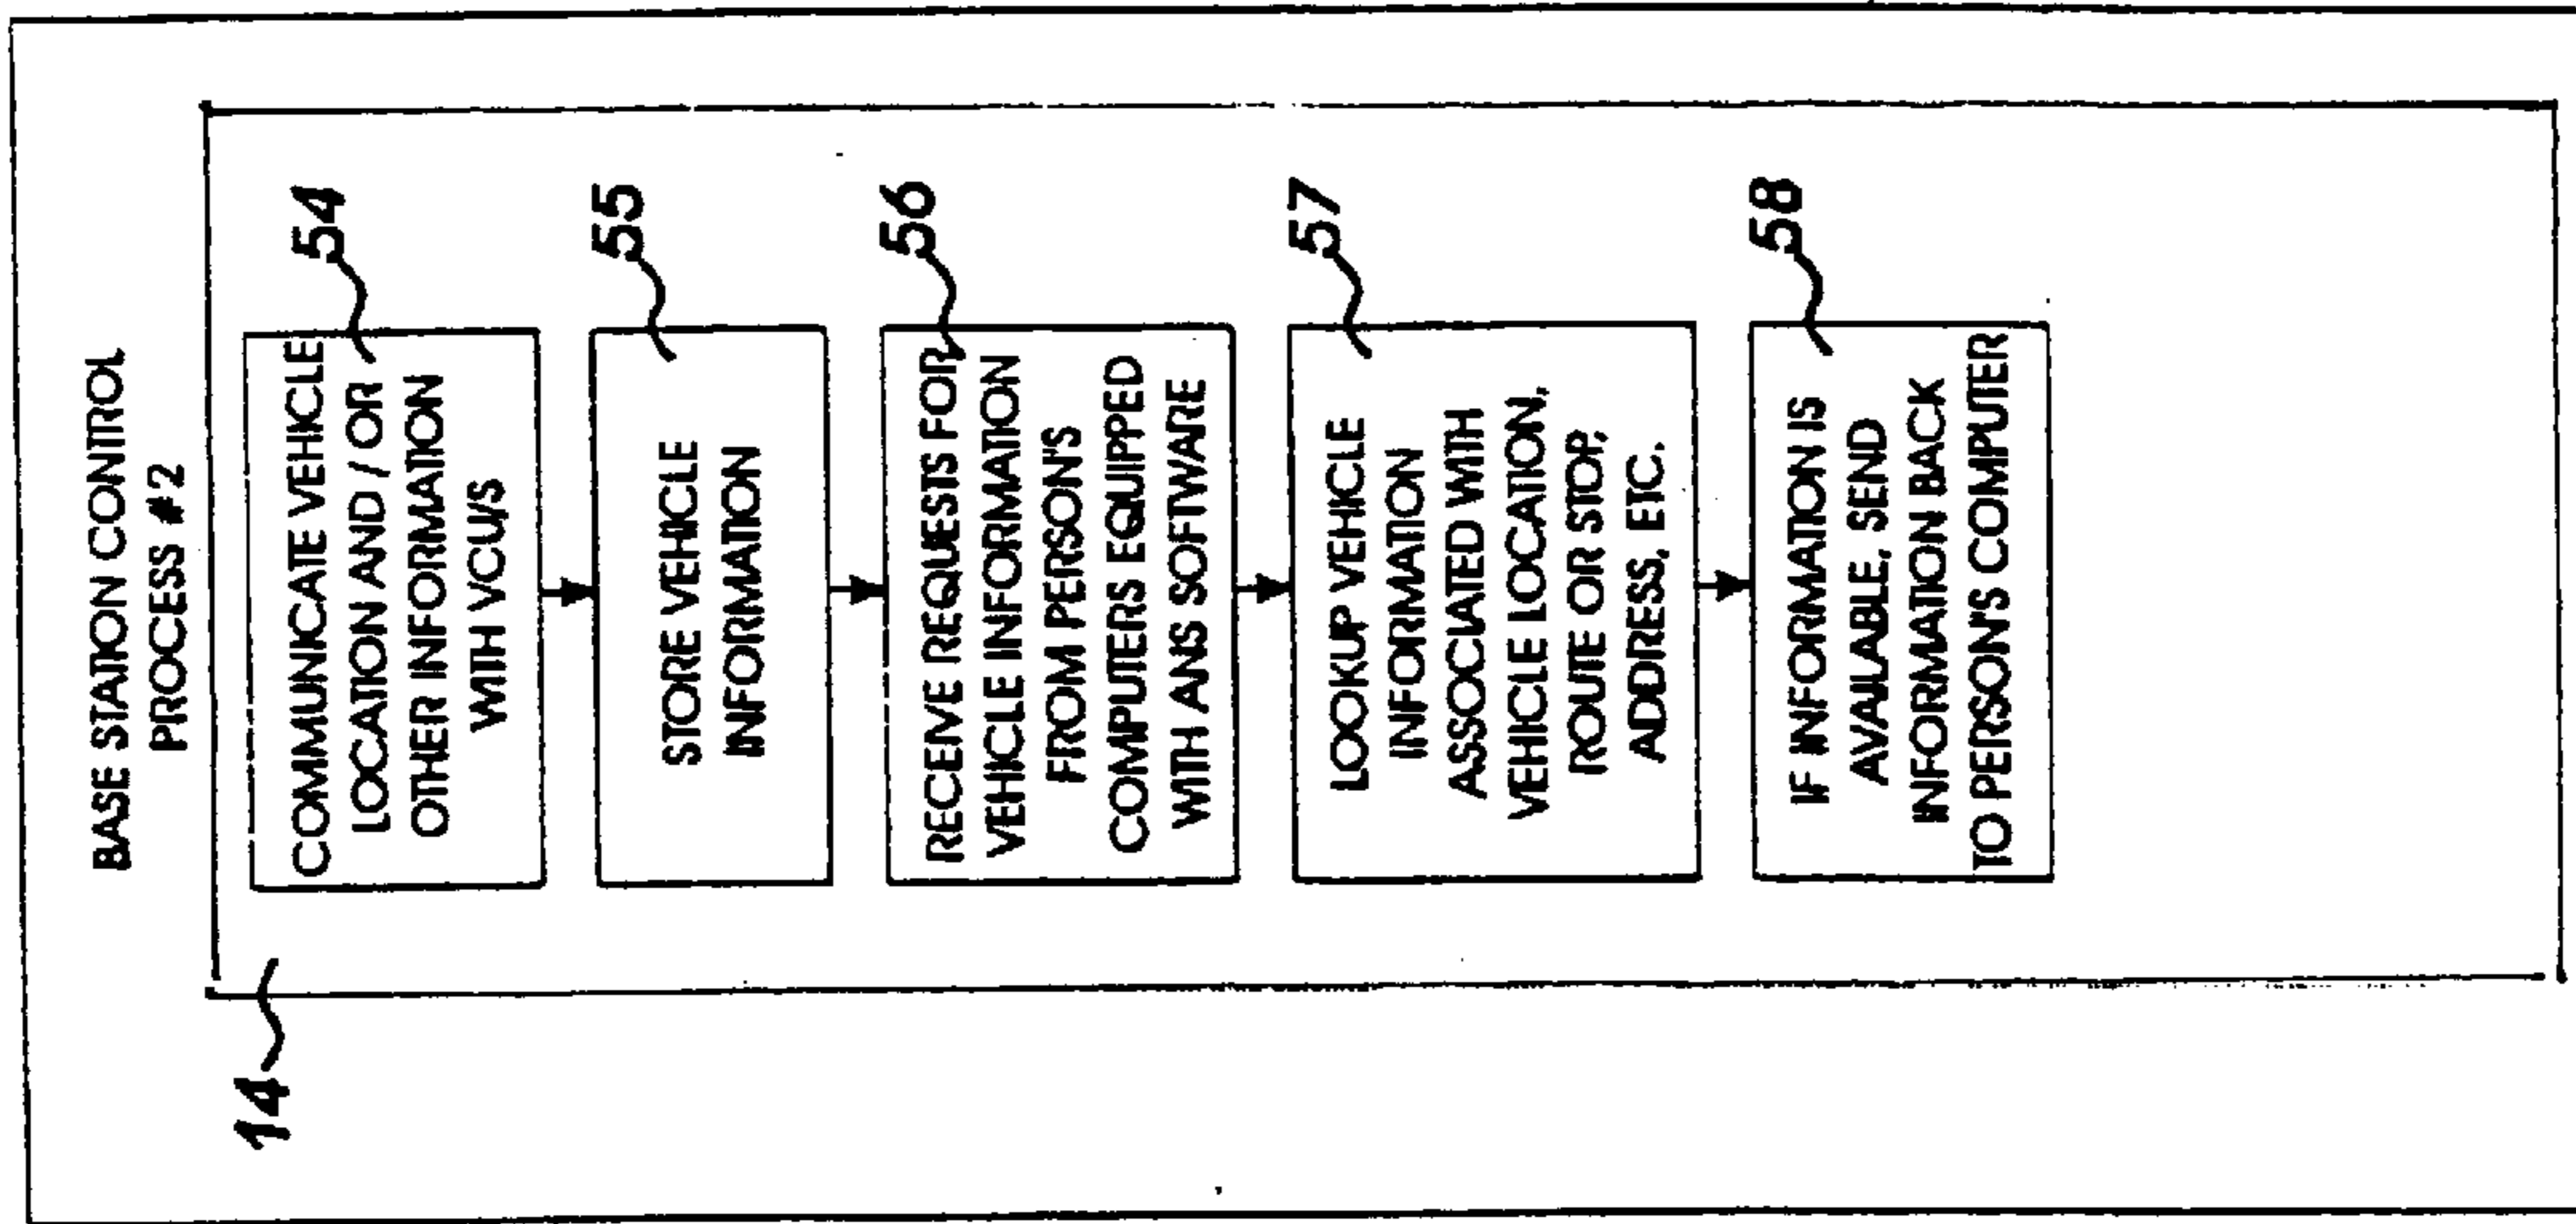 BASE STATION CONTROL
PROCESS #2
14
54
COMMUNICATE VEHICLE
LOCATION AND / OR
OTHER INFORMATION
WITH VCU/S
55
STORE VEHICLE
INFORMATION
56
RECEIVE REQUESTS FOR
VEHICLE INFORMATION
FROM PERSON'S
COMPUTERS EQUIPPED
WITH ANS SOFTWARE
57
LOOKUP VEHICLE
INFORMATION
ASSOCIATED WITH
VEHICLE LOCATION,
ROUTE OR STOP,
ADDRESS, ETC.
58
IF INFORMATION IS
AVAILABLE, SEND
INFORMATION BACK
TO PERSON'S COMPUTER